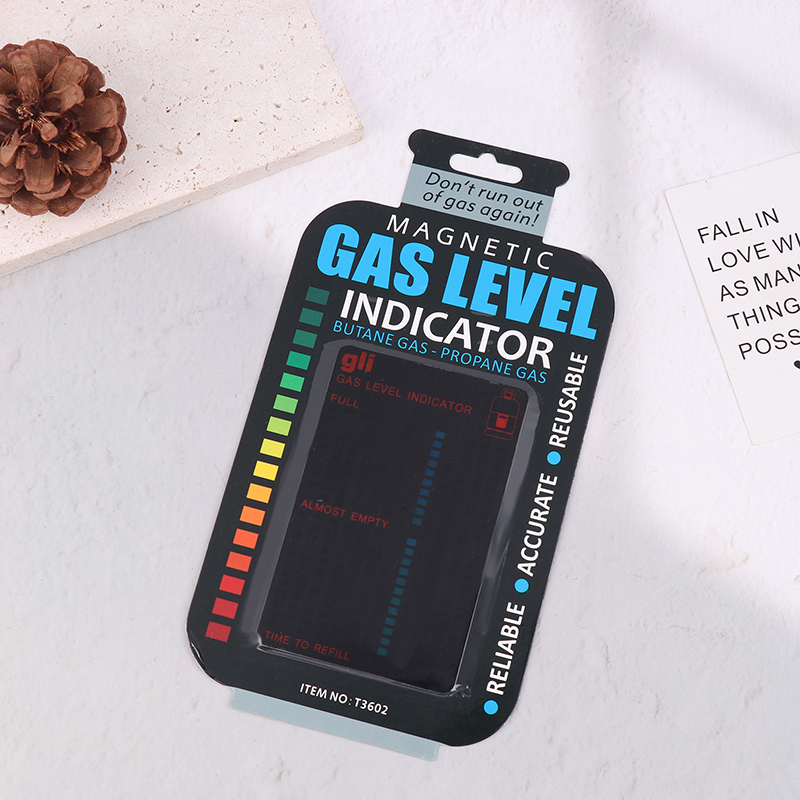 Don't run out
of gas again!
MAGNETIC
GAS LEVEL
INDICATOR
BUTANE GAS - PROPANE GAS
gli
GAS LEVEL INDICATOR
FULL
ALMOST EMPTY
TIME TO REFILL
RELIABLE ● ACCURATE ● REUSABLE
ITEM NO: T3602
FALL IN
LOVE WI
AS MAN
THING
POSS